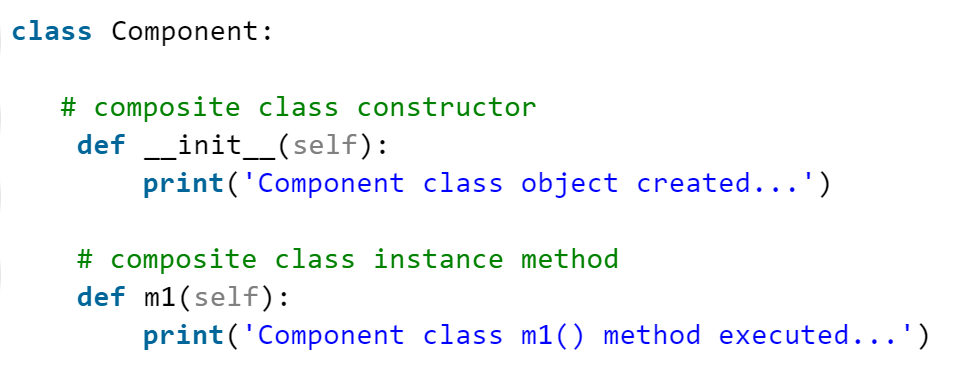 class Component:
   # composite class constructor
    def __init__(self):
        print('Component class object created...')
    # composite class instance method
    def m1(self):
        print('Component class m1() method executed...')